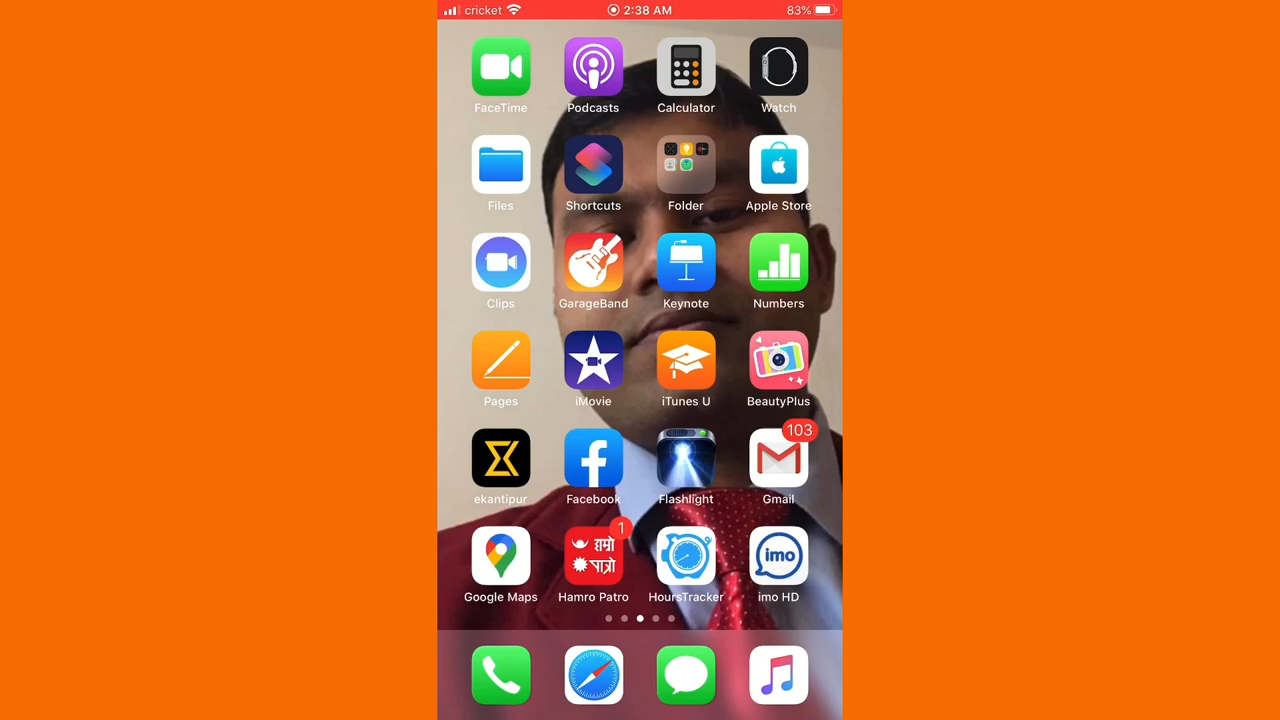 cricket 2:38 AM 83%
FaceTime Podcasts Calculator Watch
Files Shortcuts Folder Apple Store
Clips GarageBand Keynote Numbers
Pages iMovie iTunes U BeautyPlus
103
ekantipur Facebook Flashlight Gmail
1
हाम्रो
पात्रो
imo
Google Maps Hamro Patro HoursTracker imo HD